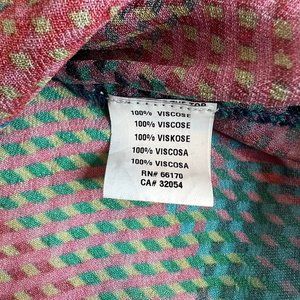 100% VISCOSE
100% VISCOSE
100% VISKOSE
100% VISCOSA
100% VISCOSA
RN# 66170
CA# 32054